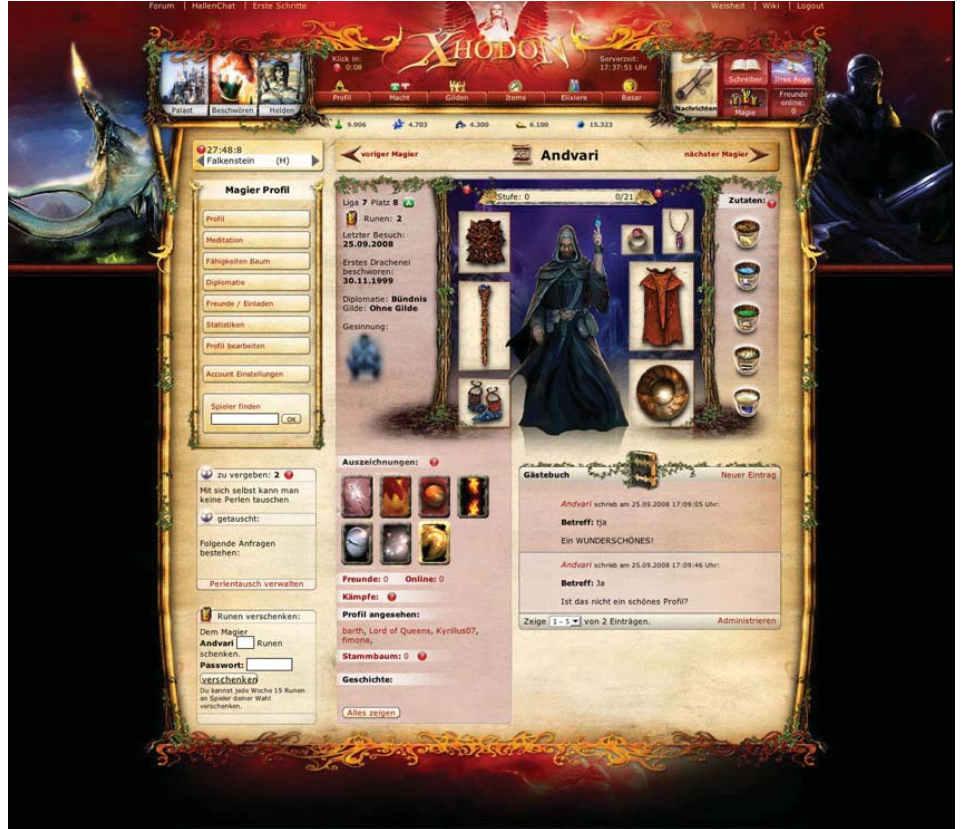 Forum | HallenChat | Erste Schritte
Weisheit | Wiki | Logout
XHODON
Klick in:
0:08
Serverzeit:
17:37:51 Uhr
Palast
Beschwören
Helden
Profil
Macht
Gilden
Items
Elixiere
Basar
Nachrichten
Schreiber
Magie
Freunde
online:
0
9.906
4.703
4.300
6.100
15.323
27:48:8
Falkenstein (H)
voriger Magier
Andvari
nächster Magier
Magier Profil
Profil
Meditation
Fähigkeiten Baum
Diplomatie
Freunde / Einladen
Statistiken
Profil bearbeiten
Account Einstellungen
Spieler finden
OK
zu vergeben: 2
Mit sich selbst kann man
keine Perlen tauschen
getauscht:
Folgende Anfragen
bestehen:
Perlentausch verwalten
Runen verschenken:
Dem Magier
Andvari Runen
schenken.
Passwort:
verschenken
Du kannst jede Woche 15 Runen
an Spieler deiner Wahl
verschenken.
Liga 7 Platz 8
Runen: 2
Letzter Besuch:
25.09.2008
Erstes Drachenei
beschworen:
30.11.1999
Diplomatie: Bündnis
Gilde: Ohne Gilde
Gesinnung:
Stufe: 0
0/21
Zutaten:
Auszeichnungen:
Freunde: 0 Online: 0
Kämpfe:
Profil angesehen:
barth, Lord of Queens, Kyrillus07,
fimona,
Stammbaum: 0
Geschichte:
Alles zeigen
Gästebuch
Neuer Eintrag
Andvari schrieb am 25.09.2008 17:09:05 Uhr:
Betreff: tja
Ein WUNDERSCHÖNES!
Andvari schrieb am 25.09.2008 17:09:46 Uhr:
Betreff: Ja
Ist das nicht ein schönes Profil?
Zeige 1 - 5 von 2 Einträgen.
Administrieren